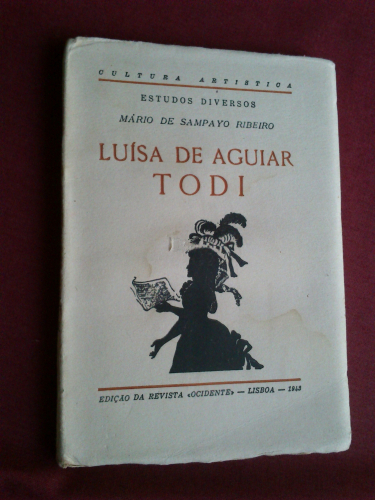 CULTURA ARTISTICA
ESTUDOS DIVERSOS
MÁRIO DE SAMPAYO RIBEIRO
LUÍSA DE AGUIAR
TODI
EDIÇÃO DA REVISTA «OCIDENTE» — LISBOA — 1943